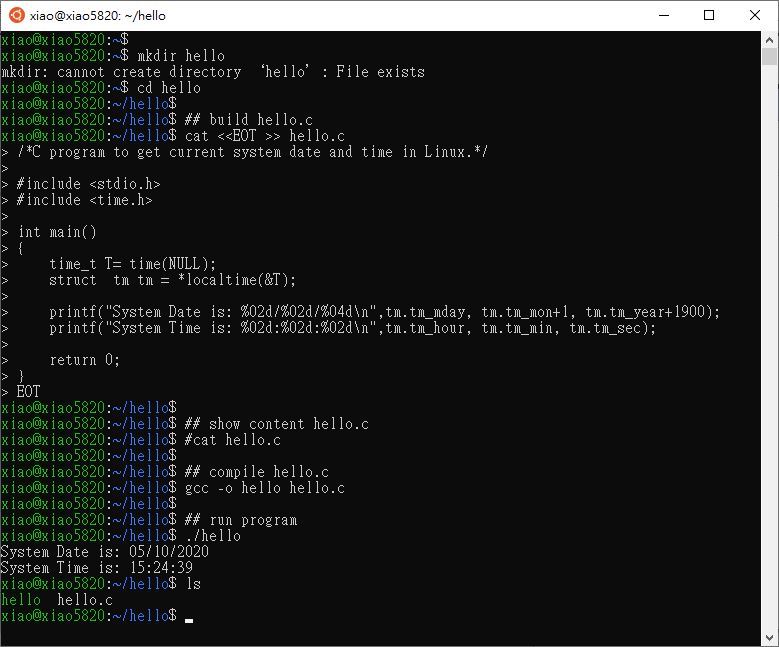 xiao@xiao5820: ~/hello
xiao@xiao5820:~$
xiao@xiao5820:~$ mkdir hello
mkdir: cannot create directory ‘hello’: File exists
xiao@xiao5820:~$ cd hello
xiao@xiao5820:~/hello$
xiao@xiao5820:~/hello$ ## build hello.c
xiao@xiao5820:~/hello$ cat <<EOT >> hello.c
> /*C program to get current system date and time in Linux.*/
>
> #include <stdio.h>
> #include <time.h>
>
> int main()
> {
>     time_t T= time(NULL);
>     struct  tm tm = *localtime(&T);
>
>     printf("System Date is: %02d/%02d/%04d\n",tm.tm_mday, tm.tm_mon+1, tm.tm_year+1900);
>     printf("System Time is: %02d:%02d:%02d\n",tm.tm_hour, tm.tm_min, tm.tm_sec);
>
>     return 0;
> }
> EOT
xiao@xiao5820:~/hello$
xiao@xiao5820:~/hello$ ## show content hello.c
xiao@xiao5820:~/hello$ #cat hello.c
xiao@xiao5820:~/hello$
xiao@xiao5820:~/hello$ ## compile hello.c
xiao@xiao5820:~/hello$ gcc -o hello hello.c
xiao@xiao5820:~/hello$
xiao@xiao5820:~/hello$ ## run program
xiao@xiao5820:~/hello$ ./hello
System Date is: 05/10/2020
System Time is: 15:24:39
xiao@xiao5820:~/hello$ ls
hello  hello.c
xiao@xiao5820:~/hello$